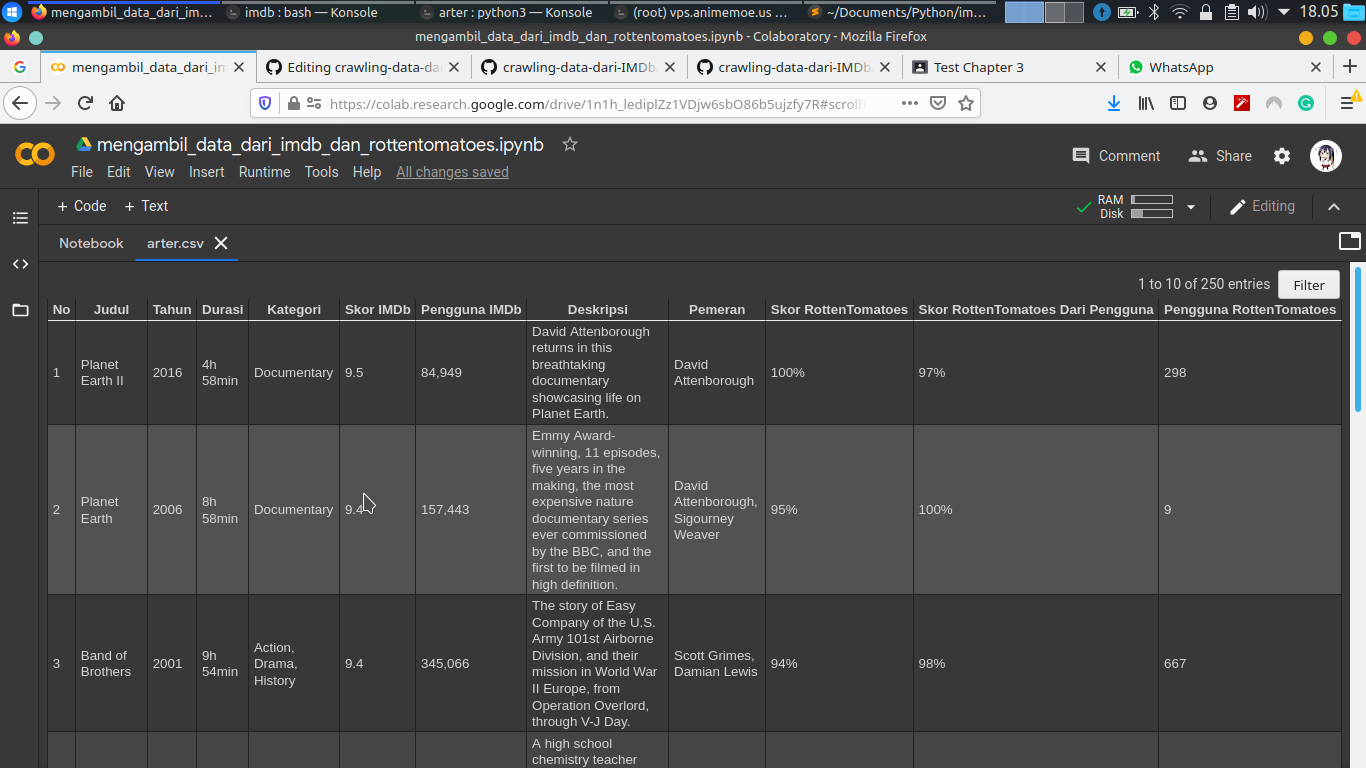 mengambil_data_dari_im...
imdb : bash — Konsole
arter : python3 — Konsole
(root) vps.animemoe.us ...
~/Documents/Python/im...
18.05
mengambil_data_dari_imdb_dan_rottentomatoes.ipynb - Colaboratory - Mozilla Firefox
mengambil_data_dari_im
Editing crawling-data-da
crawling-data-dari-IMDb
crawling-data-dari-IMDb
Test Chapter 3
WhatsApp
https://colab.research.google.com/drive/1n1h_lediplZz1VDjw6sbO86b5ujzfy7R#scroll
mengambil_data_dari_imdb_dan_rottentomatoes.ipynb
Comment
Share
File Edit View Insert Runtime Tools Help All changes saved
+ Code + Text
RAM
Disk
Editing
Notebook
arter.csv
1 to 10 of 250 entries
Filter
No Judul Tahun Durasi Kategori Skor IMDb Pengguna IMDb Deskripsi Pemeran Skor RottenTomatoes Skor RottenTomatoes Dari Pengguna Pengguna RottenTomatoes
1
Planet
Earth II
2016
4h
58min
Documentary
9.5
84,949
David Attenborough
returns in this
breathtaking
documentary
showcasing life on
Planet Earth.
David
Attenborough
100%
97%
298
2
Planet
Earth
2006
8h
58min
Documentary
9.4
157,443
Emmy Award-
winning, 11 episodes,
five years in the
making, the most
expensive nature
documentary series
ever commissioned
by the BBC, and the
first to be filmed in
high definition.
David
Attenborough,
Sigourney
Weaver
95%
100%
9
3
Band of
Brothers
2001
9h
54min
Action,
Drama,
History
9.4
345,066
The story of Easy
Company of the U.S.
Army 101st Airborne
Division, and their
mission in World War
II Europe, from
Operation Overlord,
through V-J Day.
Scott Grimes,
Damian Lewis
94%
98%
667
A high school
chemistry teacher